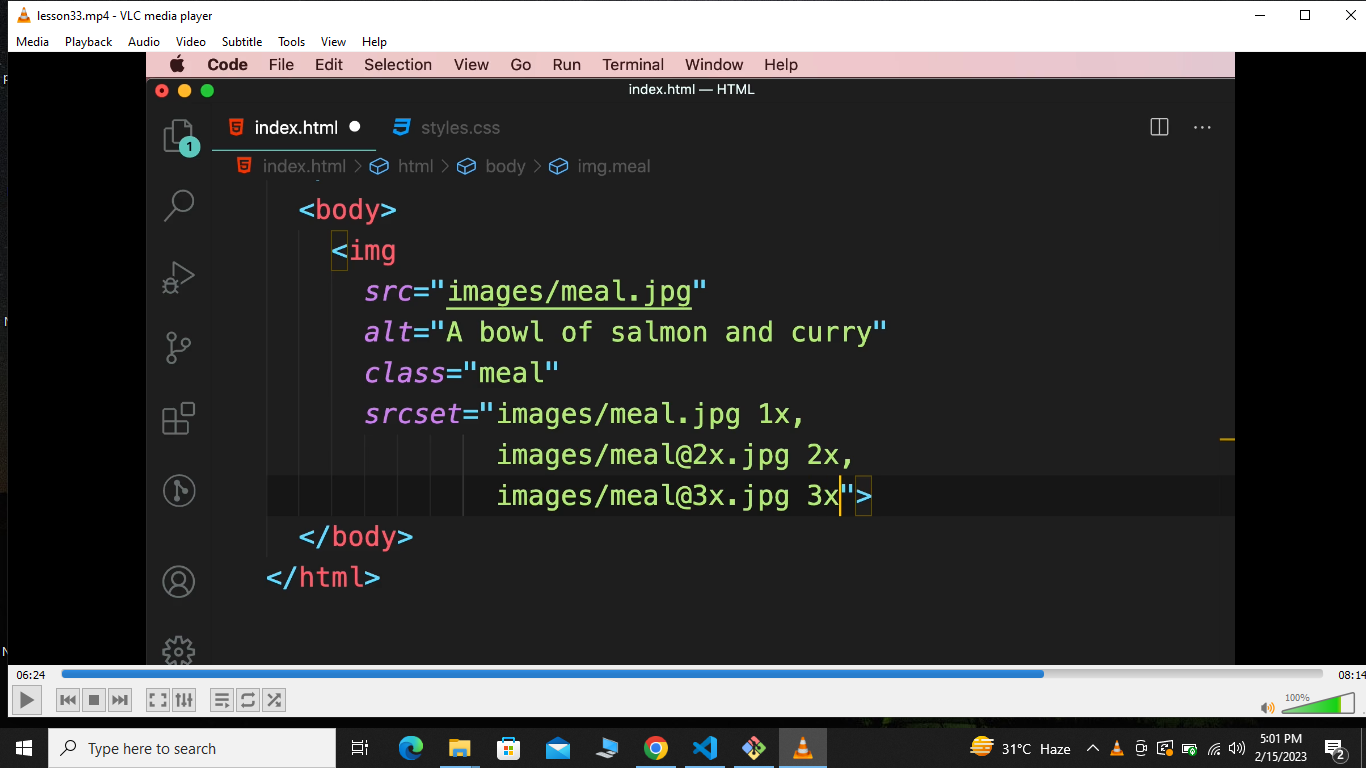 lesson33.mp4 - VLC media player
Media Playback Audio Video Subtitle Tools View Help
Code File Edit Selection View Go Run Terminal Window Help
index.html — HTML
index.html styles.css
1
index.html > html > body > img.meal
<body>
<img
src="images/meal.jpg"
alt="A bowl of salmon and curry"
class="meal"
srcset="images/meal.jpg 1x,
images/meal@2x.jpg 2x,
images/meal@3x.jpg 3x">
</body>
</html>
06:24 08:14
100%
Type here to search
31°C Haze
5:01 PM
2/15/2023
2